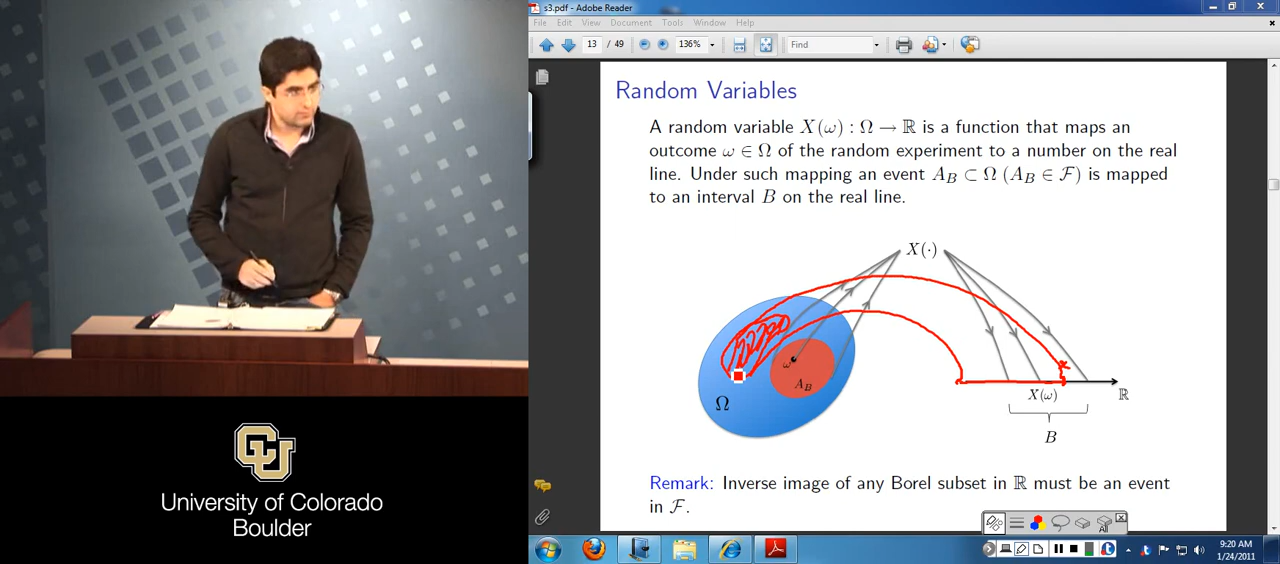 s3.pdf - Adobe Reader
File Edit View Document Tools Window Help
13 / 49 136% Find
Random Variables
A random variable X(ω) : Ω → ℝ is a function that maps an
outcome ω ∈ Ω of the random experiment to a number on the real
line. Under such mapping an event A_B ⊂ Ω (A_B ∈ ℱ) is mapped
to an interval B on the real line.
X(·)
ω
A_B
Ω
X(ω)
ℝ
B
Remark: Inverse image of any Borel subset in ℝ must be an event
in ℱ.
All
9:20 AM
1/24/2011
CU
University of Colorado
Boulder